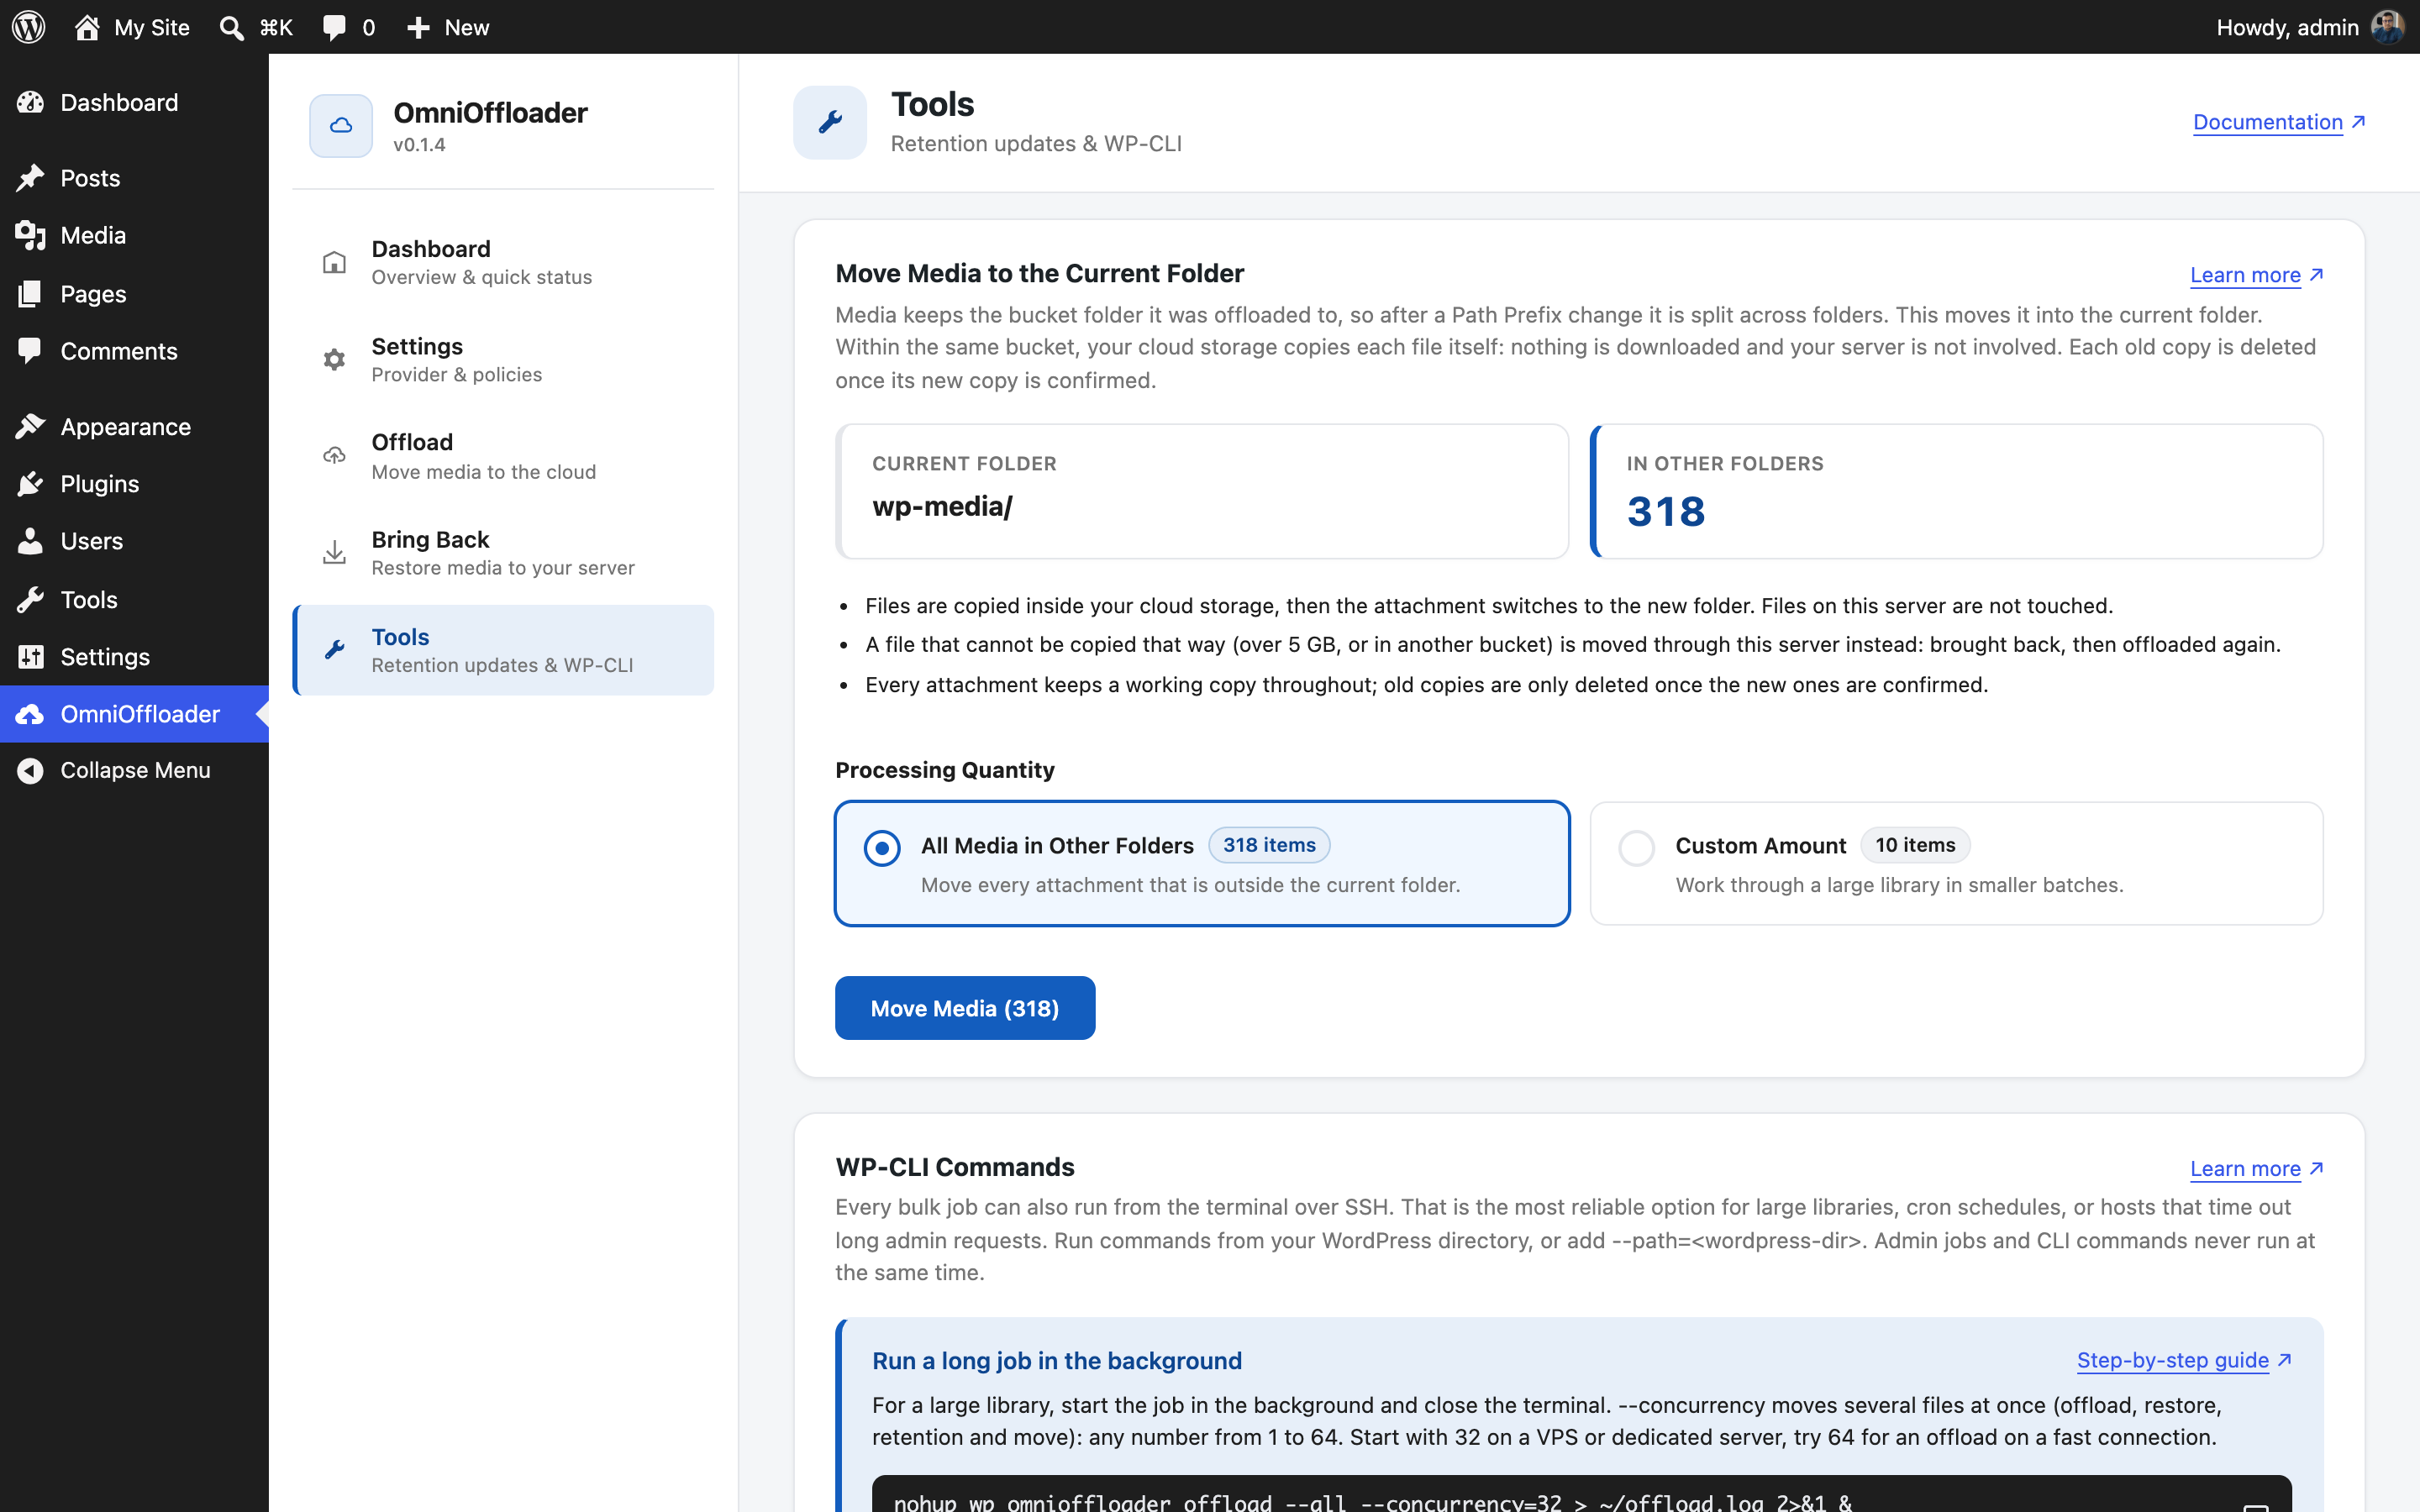 My Site
⌘K
0
New
Howdy, admin
Dashboard
Posts
Media
Pages
Comments
Appearance
Plugins
Users
Tools
Settings
OmniOffloader
Collapse Menu
OmniOffloader
v0.1.4
Dashboard
Overview & quick status
Settings
Provider & policies
Offload
Move media to the cloud
Bring Back
Restore media to your server
Tools
Retention updates & WP-CLI
Tools
Retention updates & WP-CLI
Documentation ↗
Move Media to the Current Folder
Learn more ↗
Media keeps the bucket folder it was offloaded to, so after a Path Prefix change it is split across folders. This moves it into the current folder.
Within the same bucket, your cloud storage copies each file itself: nothing is downloaded and your server is not involved. Each old copy is deleted
once its new copy is confirmed.
CURRENT FOLDER
wp-media/
IN OTHER FOLDERS
318
• Files are copied inside your cloud storage, then the attachment switches to the new folder. Files on this server are not touched.
• A file that cannot be copied that way (over 5 GB, or in another bucket) is moved through this server instead: brought back, then offloaded again.
• Every attachment keeps a working copy throughout; old copies are only deleted once the new ones are confirmed.
Processing Quantity
All Media in Other Folders 318 items
Move every attachment that is outside the current folder.
Custom Amount 10 items
Work through a large library in smaller batches.
Move Media (318)
WP-CLI Commands
Learn more ↗
Every bulk job can also run from the terminal over SSH. That is the most reliable option for large libraries, cron schedules, or hosts that time out
long admin requests. Run commands from your WordPress directory, or add --path=<wordpress-dir>. Admin jobs and CLI commands never run at
the same time.
Run a long job in the background
Step-by-step guide ↗
For a large library, start the job in the background and close the terminal. --concurrency moves several files at once (offload, restore,
retention and move): any number from 1 to 64. Start with 32 on a VPS or dedicated server, try 64 for an offload on a fast connection.
nohup wp omnioffloader offload --all --concurrency=32 > ~/offload.log 2>&1 &